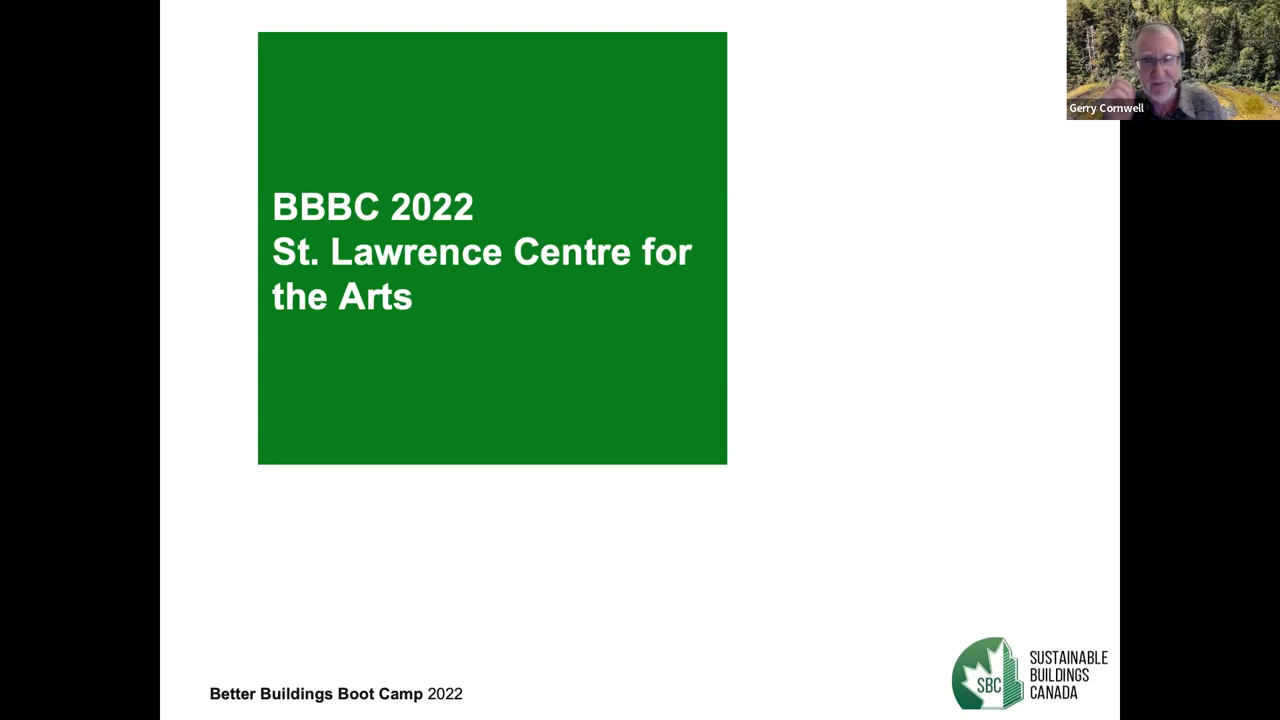 Gerry Cornwell
BBBC 2022
St. Lawrence Centre for
the Arts
Better Buildings Boot Camp 2022
SBC
SUSTAINABLE
BUILDINGS
CANADA